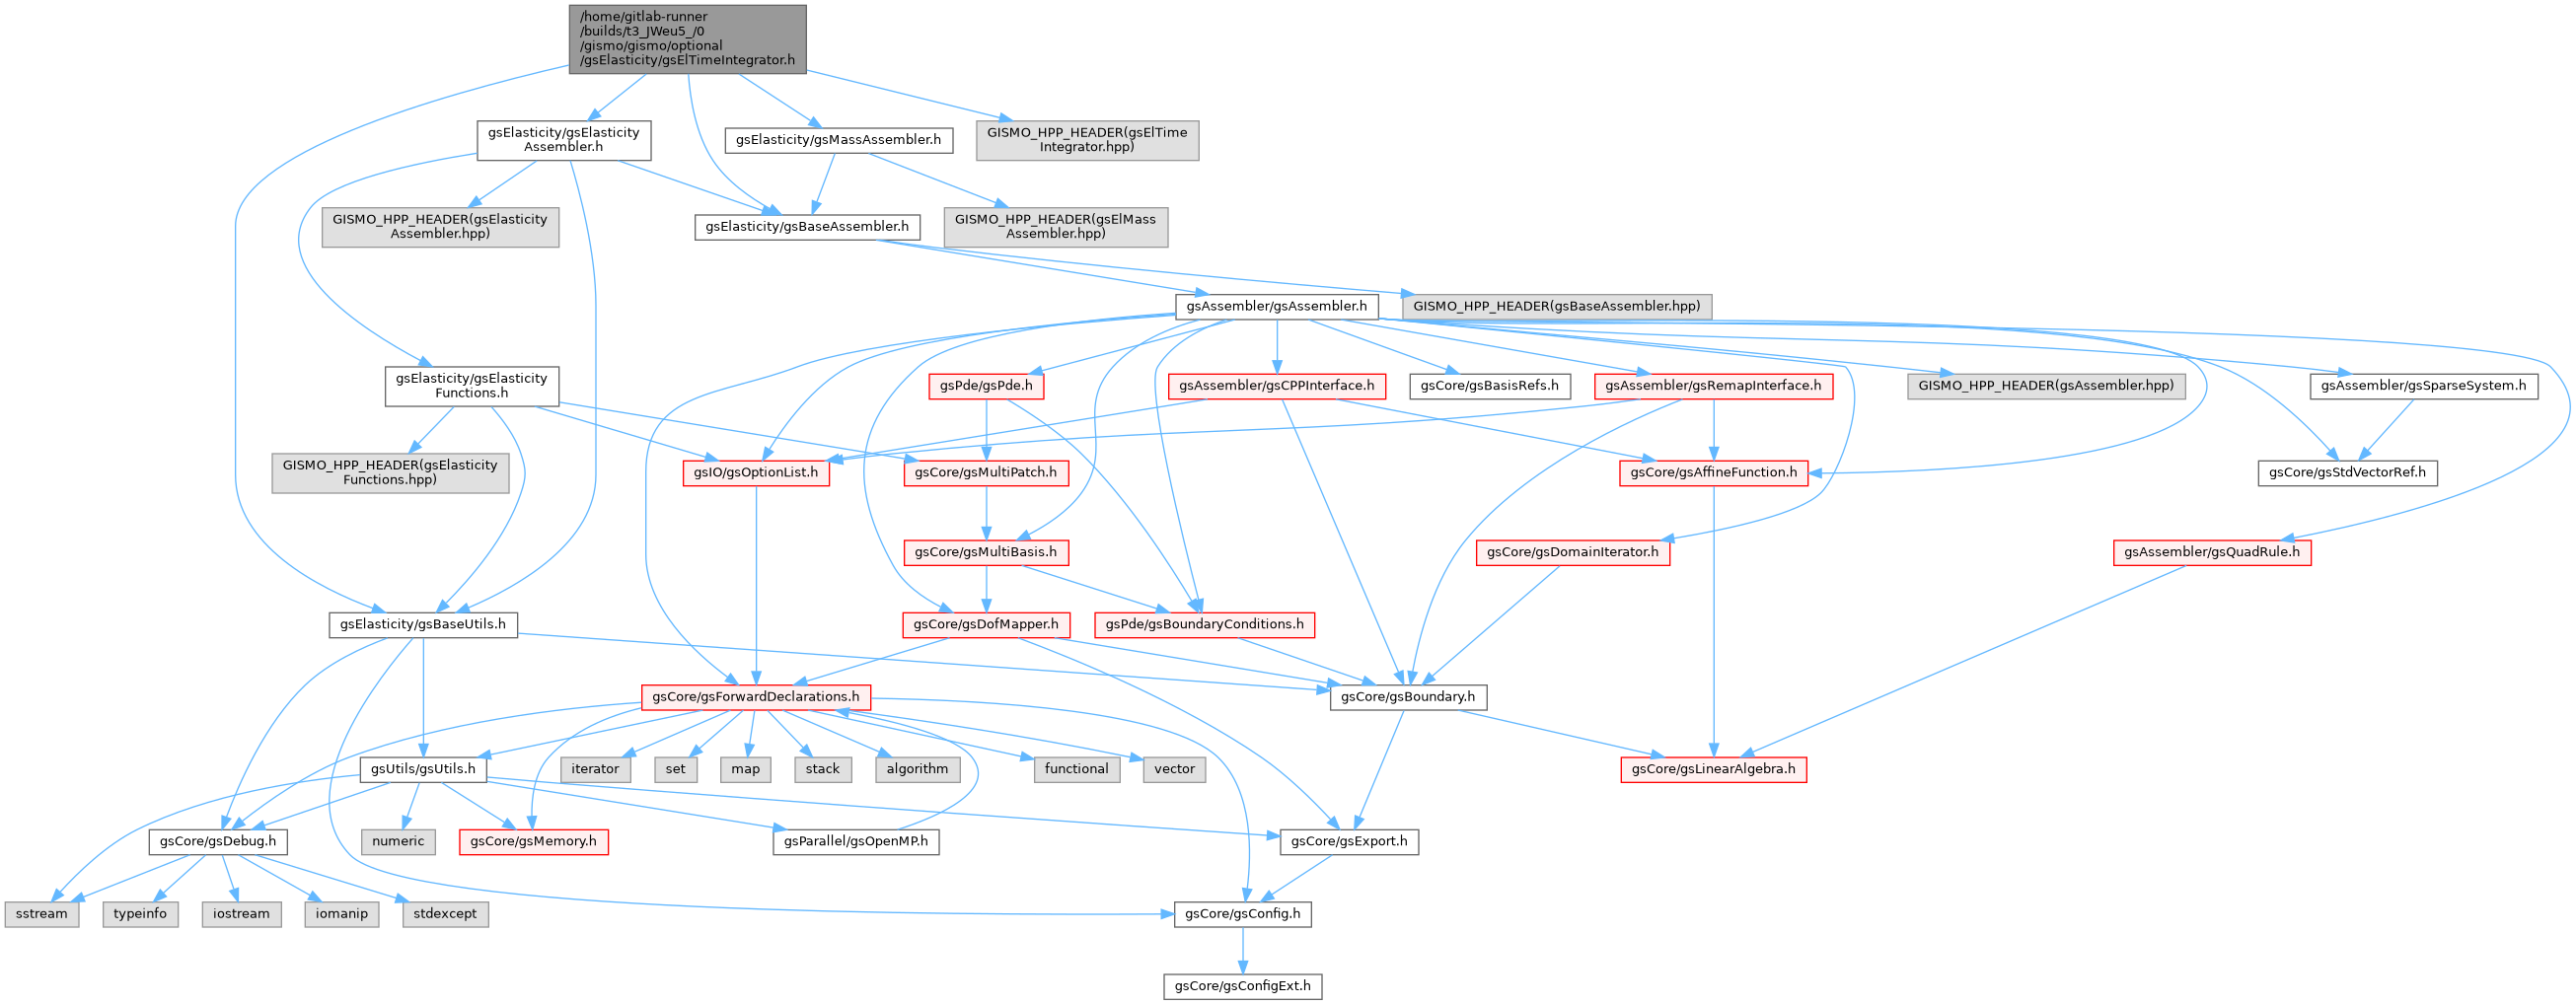 /home/gitlab-runner
/builds/t3_JWeu5_/0
/gismo/gismo/optional
/gsElasticity/gsElTimeIntegrator.h
gsElasticity/gsElasticity
Assembler.h
gsElasticity/gsMassAssembler.h
GISMO_HPP_HEADER(gsElTime
Integrator.hpp)
GISMO_HPP_HEADER(gsElasticity
Assembler.hpp)
gsElasticity/gsBaseAssembler.h
GISMO_HPP_HEADER(gsElMass
Assembler.hpp)
gsAssembler/gsAssembler.h
GISMO_HPP_HEADER(gsBaseAssembler.hpp)
gsElasticity/gsElasticity
Functions.h
gsPde/gsPde.h
gsAssembler/gsCPPInterface.h
gsCore/gsBasisRefs.h
gsAssembler/gsRemapInterface.h
GISMO_HPP_HEADER(gsAssembler.hpp)
gsAssembler/gsSparseSystem.h
GISMO_HPP_HEADER(gsElasticity
Functions.hpp)
gsIO/gsOptionList.h
gsCore/gsMultiPatch.h
gsCore/gsAffineFunction.h
gsCore/gsStdVectorRef.h
gsCore/gsMultiBasis.h
gsCore/gsDomainIterator.h
gsAssembler/gsQuadRule.h
gsElasticity/gsBaseUtils.h
gsCore/gsDofMapper.h
gsPde/gsBoundaryConditions.h
gsCore/gsForwardDeclarations.h
gsCore/gsBoundary.h
gsUtils/gsUtils.h
iterator
set
map
stack
algorithm
functional
vector
gsCore/gsLinearAlgebra.h
gsCore/gsDebug.h
numeric
gsCore/gsMemory.h
gsParallel/gsOpenMP.h
gsCore/gsExport.h
sstream
typeinfo
iostream
iomanip
stdexcept
gsCore/gsConfig.h
gsCore/gsConfigExt.h